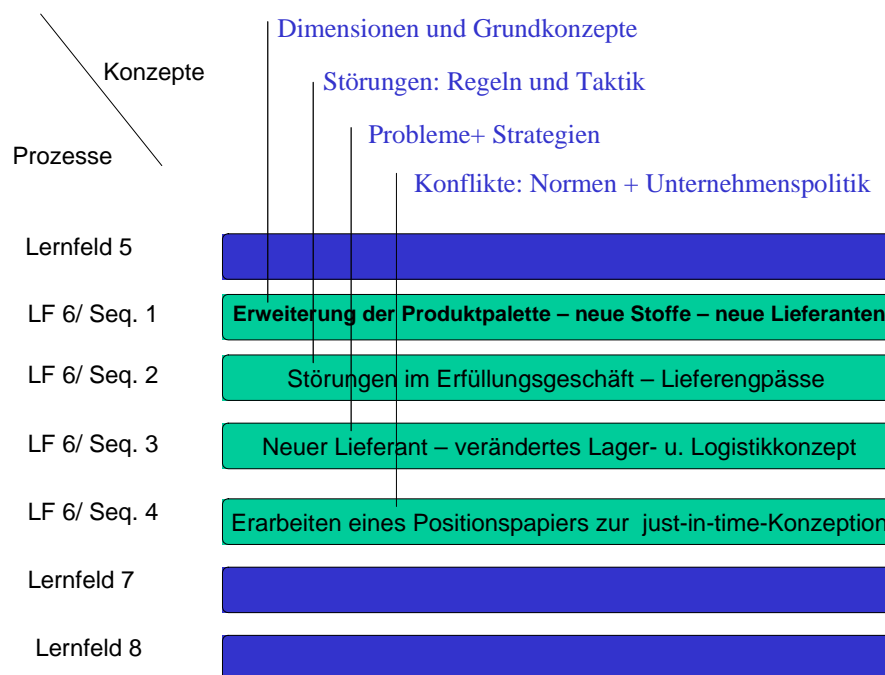 Dimensionen und Grundkonzepte
Konzepte
Störungen: Regeln und Taktik
Probleme+ Strategien
Prozesse
Konflikte: Normen + Unternehmenspolitik
Lernfeld 5
LF 6/ Seq. 1
Erweiterung der Produktpalette – neue Stoffe – neue Lieferanten
LF 6/ Seq. 2
Störungen im Erfüllungsgeschäft – Lieferengpässe
LF 6/ Seq. 3
Neuer Lieferant – verändertes Lager- u. Logistikkonzept
LF 6/ Seq. 4
Erarbeiten eines Positionspapiers zur just-in-time-Konzeption
Lernfeld 7
Lernfeld 8